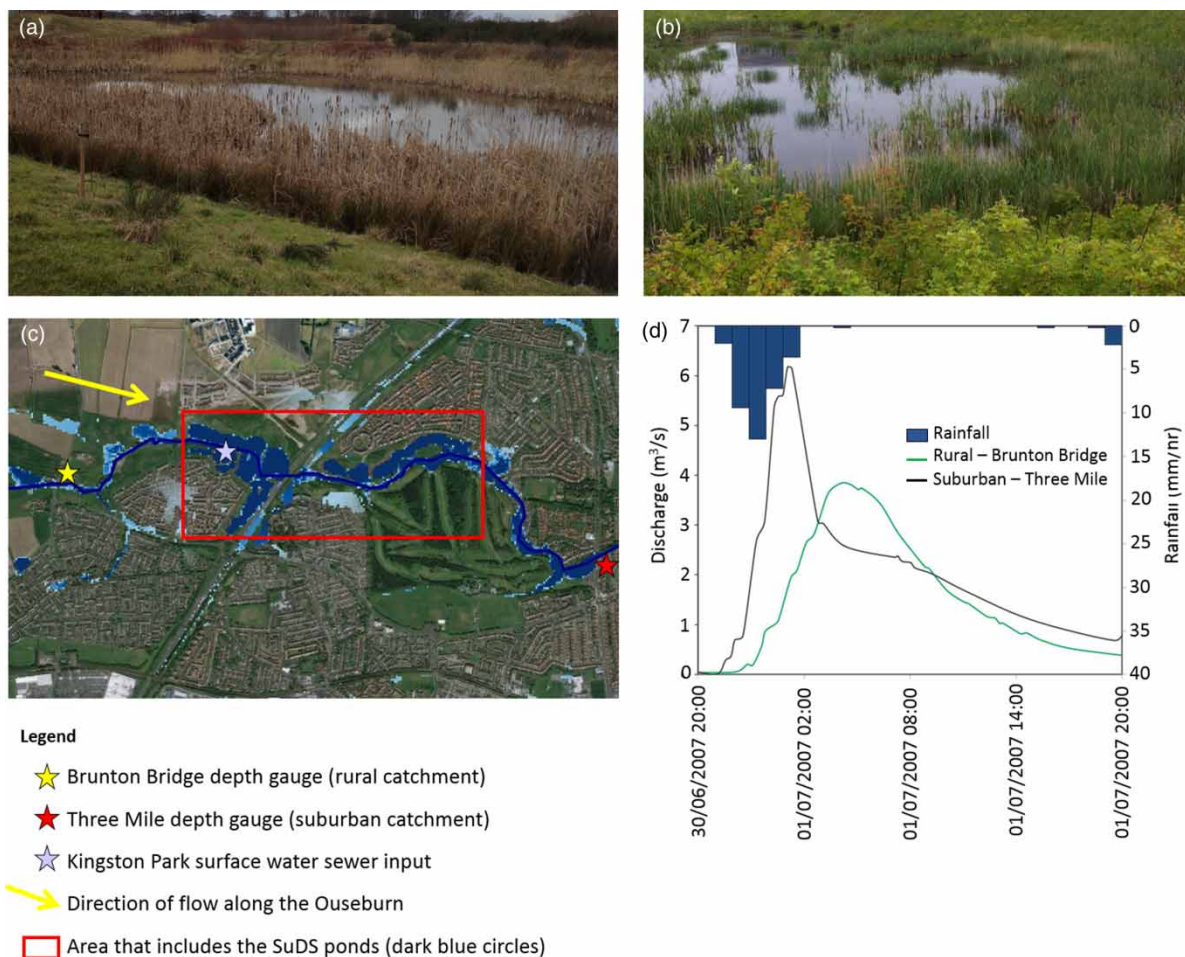 (a)
(b)
(c)
(d)
7
6
5
4
3
2
1
0
Discharge (m³/s)
0
5
10
15
20
25
30
35
40
Rainfall (mm/nr)
Rainfall
Rural – Brunton Bridge
Suburban – Three Mile
30/06/2007 20:00
01/07/2007 02:00
01/07/2007 08:00
01/07/2007 14:00
01/07/2007 20:00
Legend
Brunton Bridge depth gauge (rural catchment)
Three Mile depth gauge (suburban catchment)
Kingston Park surface water sewer input
Direction of flow along the Ouseburn
Area that includes the SuDS ponds (dark blue circles)